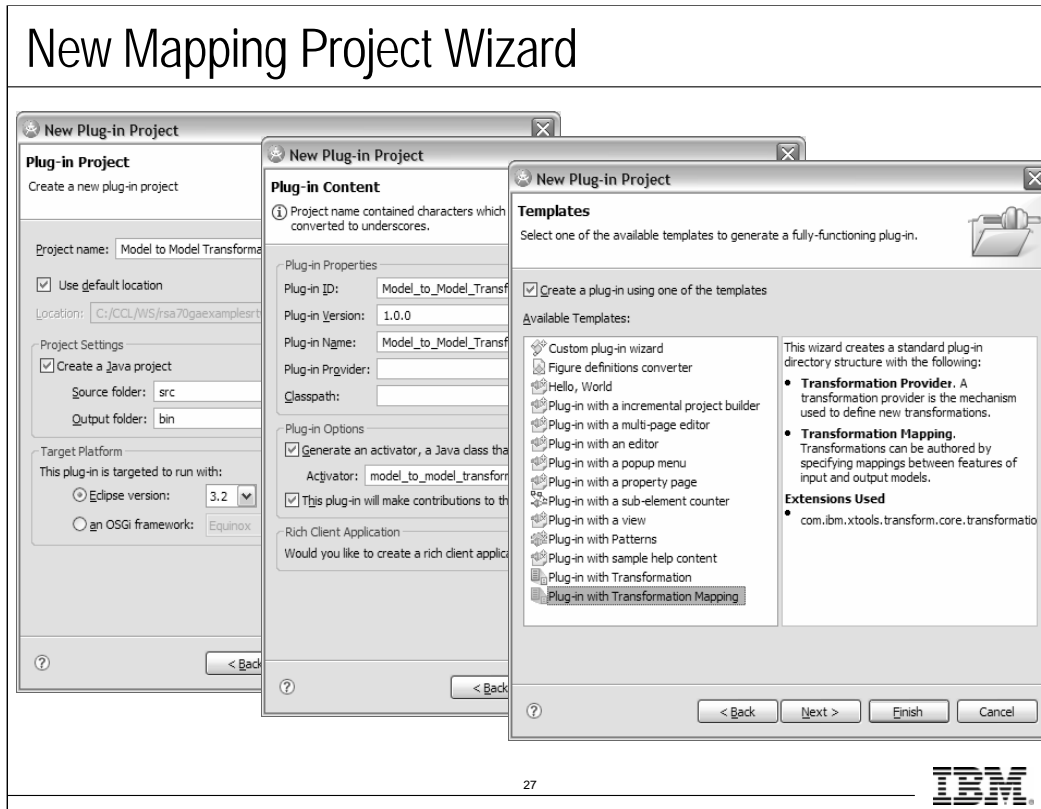 New Mapping Project Wizard
New Plug-in Project
Plug-in Project
Create a new plug-in project
Project name: Model to Model Transforma
Use default location
Location: C:/CCL/WS/rsa70gaexamplesrt
Project Settings
Create a Java project
Source folder: src
Output folder: bin
Target Platform
This plug-in is targeted to run with:
Eclipse version: 3.2
an OSGi framework: Equinox
< Back
New Plug-in Project
Plug-in Content
Project name contained characters which
converted to underscores.
Plug-in Properties
Plug-in ID: Model_to_Model_Transf
Plug-in Version: 1.0.0
Plug-in Name: Model_to_Model_Transf
Plug-in Provider:
Classpath:
Plug-in Options
Generate an activator, a Java class tha
Activator: model_to_model_transform
This plug-in will make contributions to th
Rich Client Application
Would you like to create a rich client applica
< Back
New Plug-in Project
Templates
Select one of the available templates to generate a fully-functioning plug-in.
Create a plug-in using one of the templates
Available Templates:
Custom plug-in wizard
Figure definitions converter
Hello, World
Plug-in with a incremental project builder
Plug-in with a multi-page editor
Plug-in with an editor
Plug-in with a popup menu
Plug-in with a property page
Plug-in with a sub-element counter
Plug-in with a view
Plug-in with Patterns
Plug-in with sample help content
Plug-in with Transformation
Plug-in with Transformation Mapping
This wizard creates a standard plug-in
directory structure with the following:
• Transformation Provider. A
transformation provider is the mechanism
used to define new transformations.
• Transformation Mapping.
Transformations can be authored by
specifying mappings between features of
input and output models.
Extensions Used
• com.ibm.xtools.transform.core.transformatio
< Back
Next >
Finish
Cancel
27
IBM